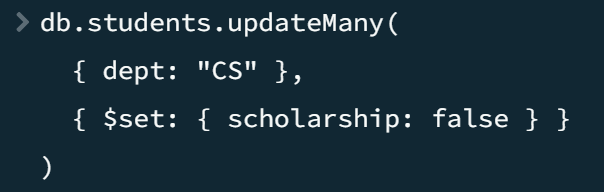 > db.students.updateMany(
{ dept: "CS" },
{ $set: { scholarship: false } }
)